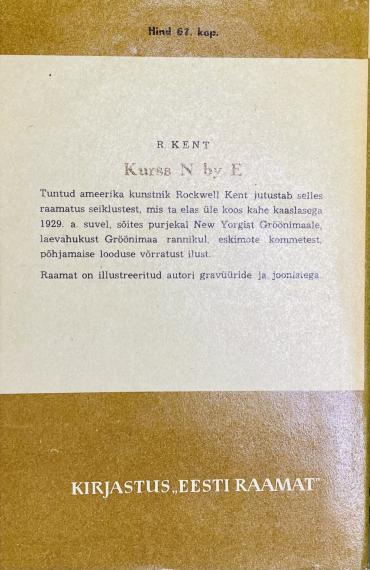 Hind 67. kop.
R. KENT
Kurss N by E
Tuntud ameerika kunstnik Rockwell Kent jutustab selles
raamatus seiklustest, mis ta elas üle koos kahe kaaslasega
1929. a. suvel, sõites purjekal New Yorgist Gröönimaale,
laevahukust Gröönimaa rannikul, eskimote kommetest,
põhjamaise looduse võrratust ilust.
Raamat on illustreeritud autori gravüüride ja joonistega.
KIRJASTUS „EESTI RAAMAT"